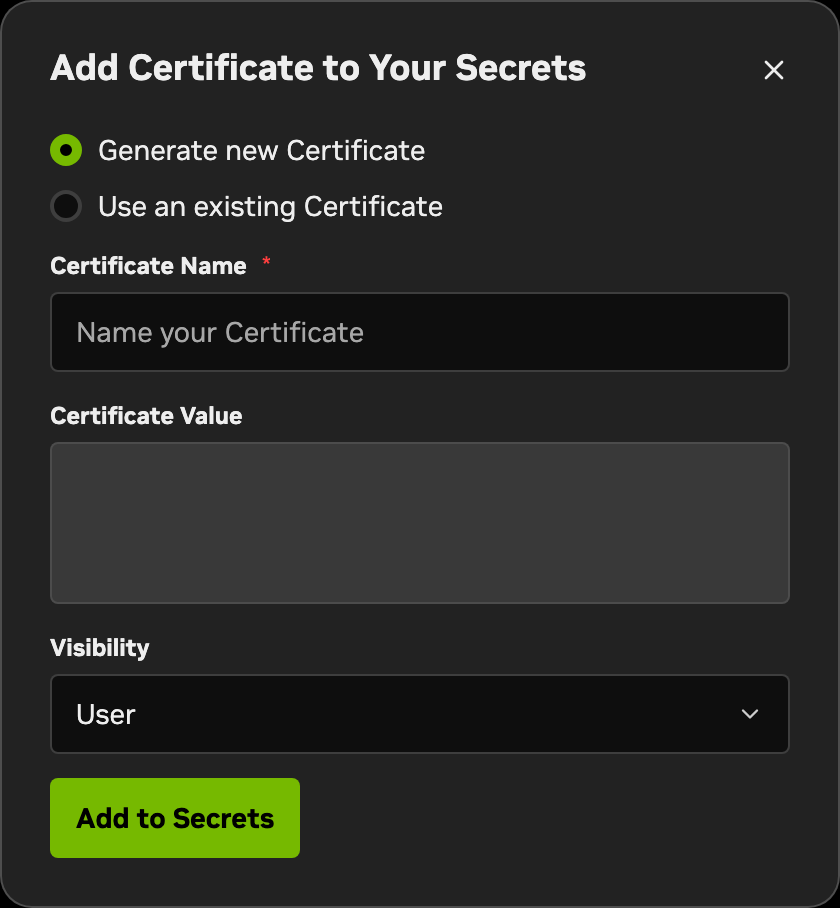 Add Certificate to Your Secrets
Generate new Certificate
Use an existing Certificate
Certificate Name *
Name your Certificate
Certificate Value
Visibility
User
Add to Secrets